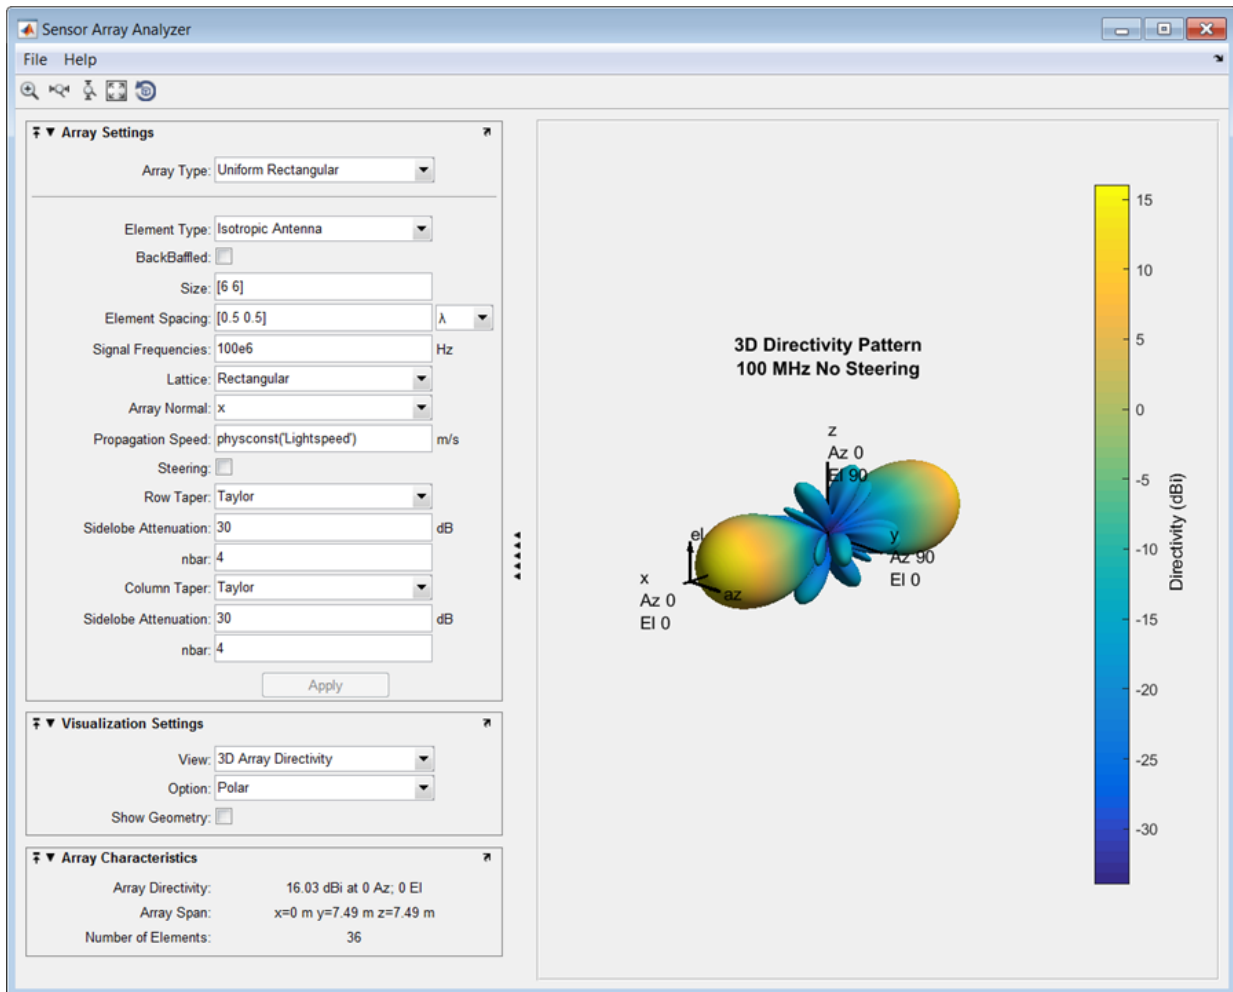 Sensor Array Analyzer
File Help
Array Settings
Array Type: Uniform Rectangular
Element Type: Isotropic Antenna
BackBaffled:
Size: [6 6]
Element Spacing: [0.5 0.5] λ
Signal Frequencies: 100e6 Hz
Lattice: Rectangular
Array Normal: x
Propagation Speed: physconst('Lightspeed') m/s
Steering:
Row Taper: Taylor
Sidelobe Attenuation: 30 dB
nbar: 4
Column Taper: Taylor
Sidelobe Attenuation: 30 dB
nbar: 4
Apply
Visualization Settings
View: 3D Array Directivity
Option: Polar
Show Geometry:
Array Characteristics
Array Directivity: 16.03 dBi at 0 Az; 0 El
Array Span: x=0 m y=7.49 m z=7.49 m
Number of Elements: 36
3D Directivity Pattern
100 MHz No Steering
z
Az 0
El 90
el
az
x
Az 0
El 0
y
Az 90
El 0
15
10
5
0
-5
-10
-15
-20
-25
-30
Directivity (dBi)